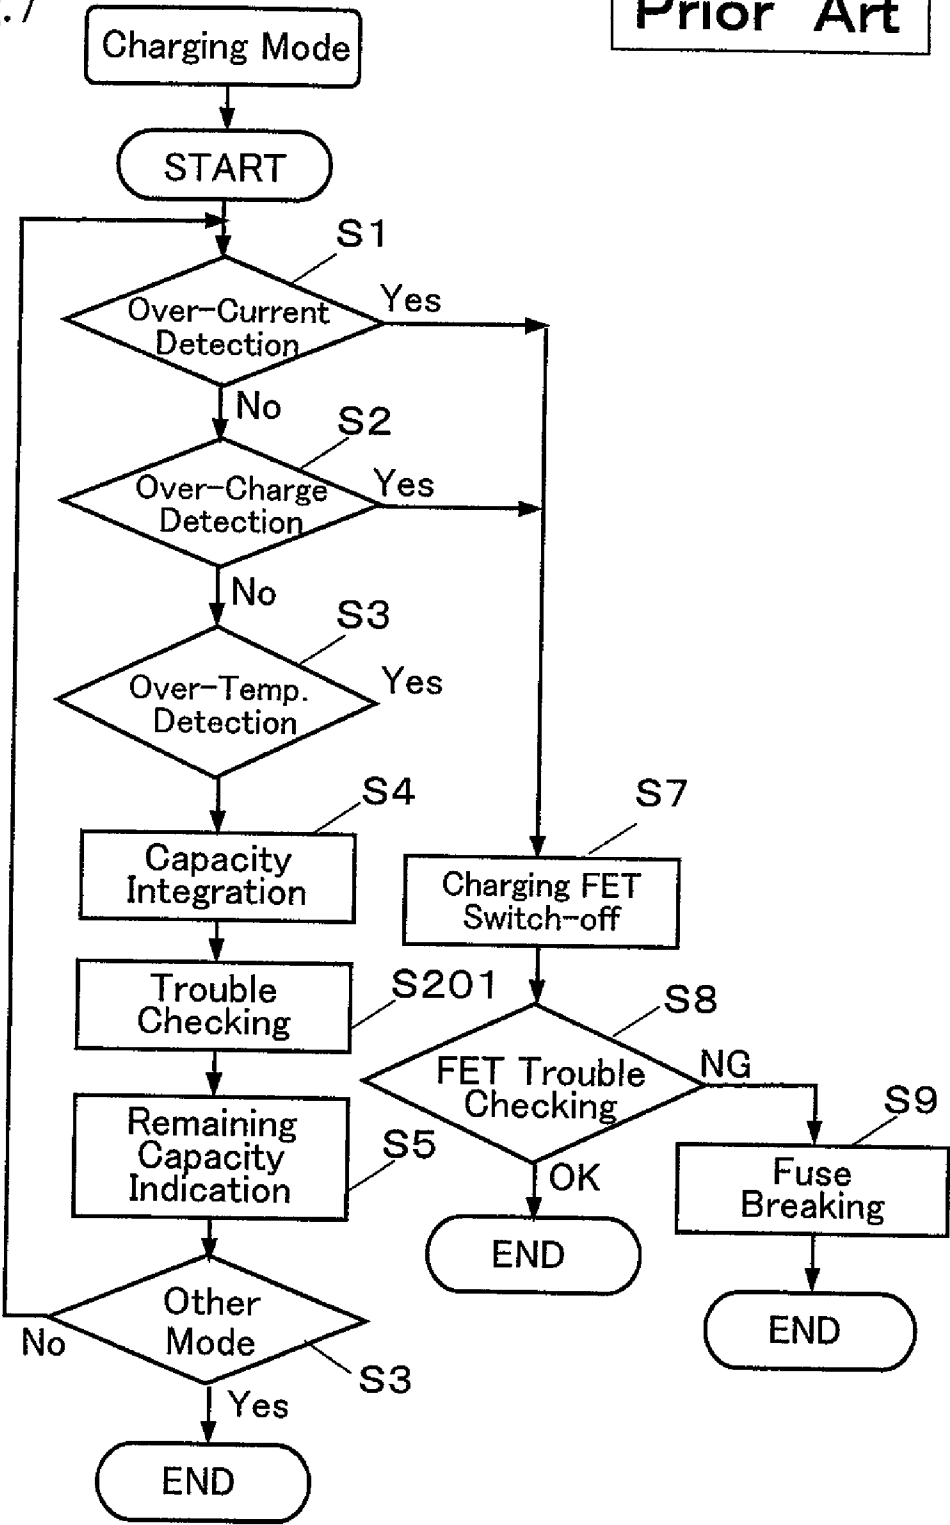 .7
Prior Art
Charging Mode
START
S1
Over-Current
Detection
Yes
No
S2
Over-Charge
Detection
Yes
No
S3
Over-Temp.
Detection
Yes
S4
Capacity
Integration
S7
Charging FET
Switch-off
Trouble
Checking
S201
S8
FET Trouble
Checking
NG
OK
Remaining
Capacity
Indication
S5
S9
Fuse
Breaking
END
END
Other
Mode
No
S3
Yes
END